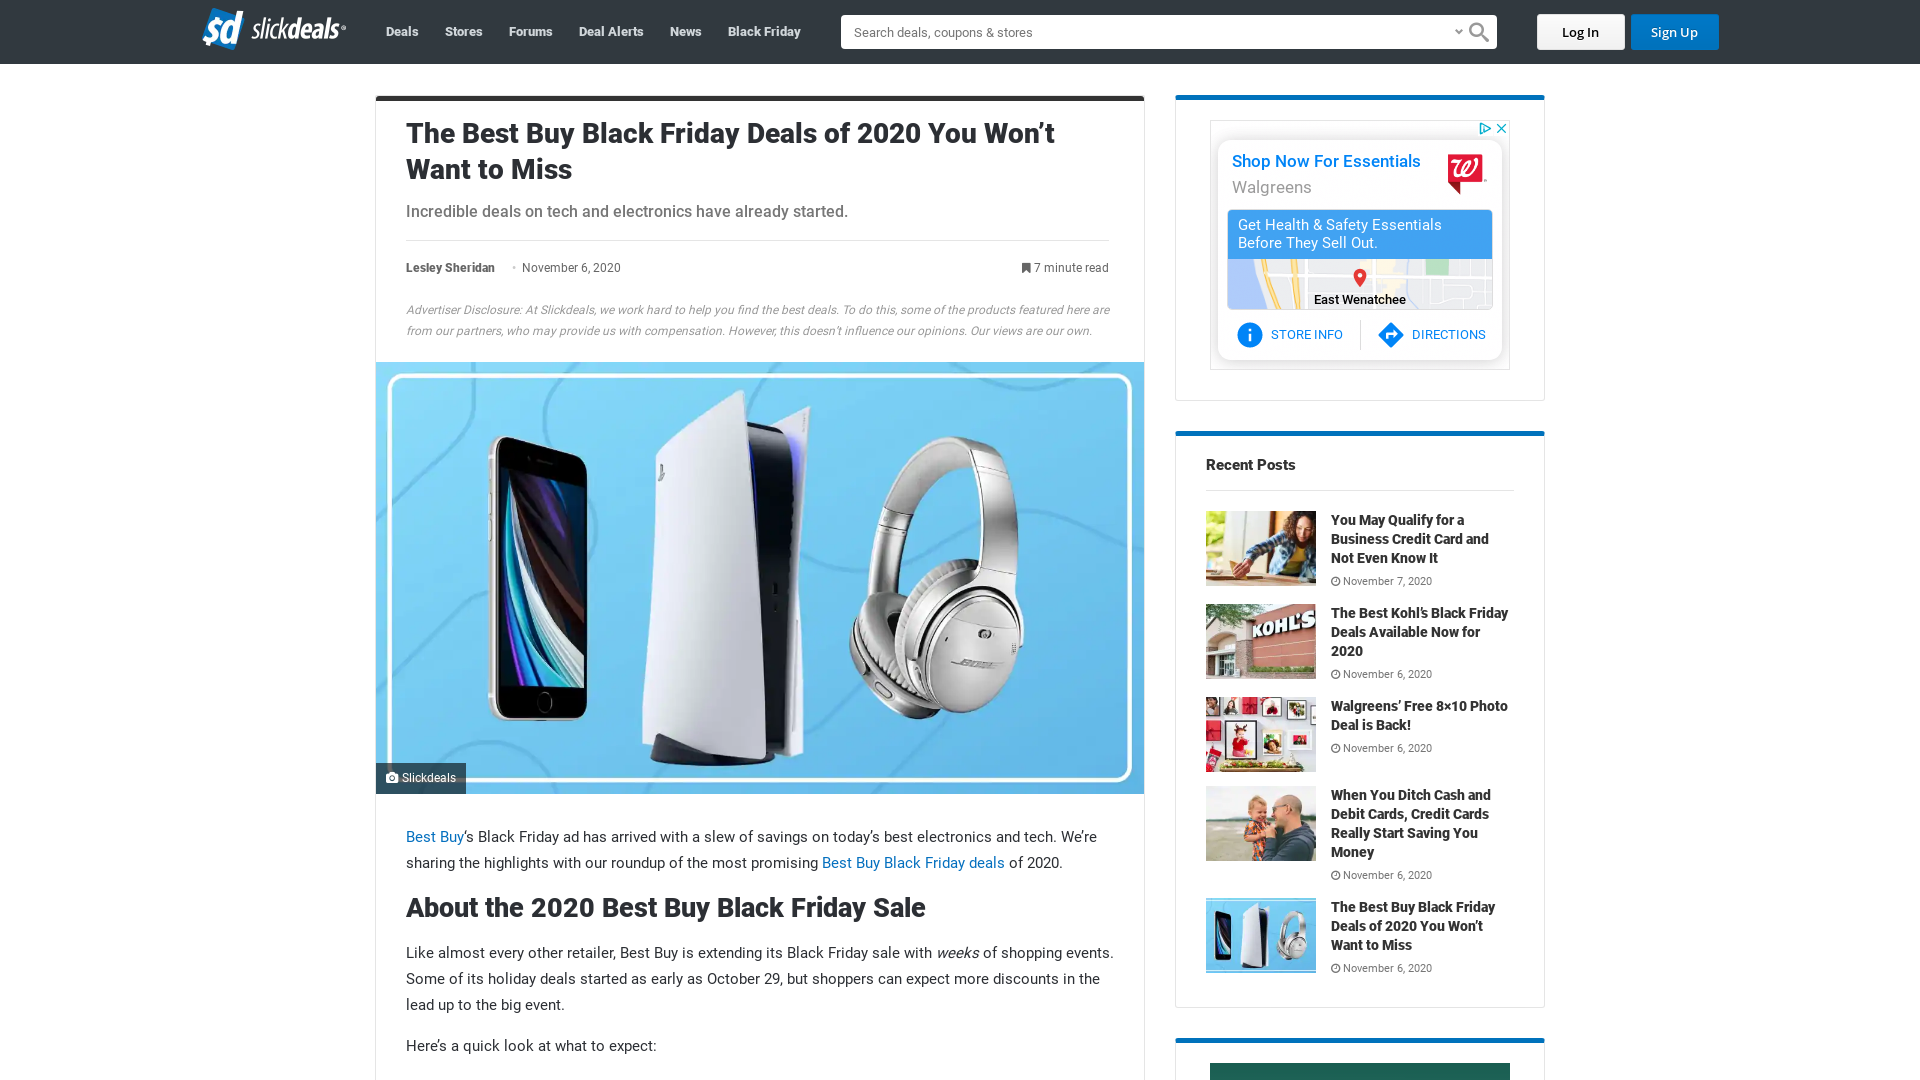 sd slickdeals
Deals
Stores
Forums
Deal Alerts
News
Black Friday
Search deals, coupons & stores
Log In
Sign Up
The Best Buy Black Friday Deals of 2020 You Won’t
Want to Miss
Incredible deals on tech and electronics have already started.
Lesley Sheridan • November 6, 2020
7 minute read
Advertiser Disclosure: At Slickdeals, we work hard to help you find the best deals. To do this, some of the products featured here are
from our partners, who may provide us with compensation. However, this doesn’t influence our opinions. Our views are our own.
BOSE
Slickdeals
Best Buy‘s Black Friday ad has arrived with a slew of savings on today’s best electronics and tech. We’re
sharing the highlights with our roundup of the most promising Best Buy Black Friday deals of 2020.
About the 2020 Best Buy Black Friday Sale
Like almost every other retailer, Best Buy is extending its Black Friday sale with weeks of shopping events.
Some of its holiday deals started as early as October 29, but shoppers can expect more discounts in the
lead up to the big event.
Here’s a quick look at what to expect:
Shop Now For Essentials
Walgreens
W
Get Health & Safety Essentials
Before They Sell Out.
East Wenatchee
STORE INFO
DIRECTIONS
Recent Posts
You May Qualify for a
Business Credit Card and
Not Even Know It
November 7, 2020
KOHL'S
The Best Kohl’s Black Friday
Deals Available Now for
2020
November 6, 2020
Walgreens’ Free 8×10 Photo
Deal is Back!
November 6, 2020
When You Ditch Cash and
Debit Cards, Credit Cards
Really Start Saving You
Money
November 6, 2020
The Best Buy Black Friday
Deals of 2020 You Won’t
Want to Miss
November 6, 2020